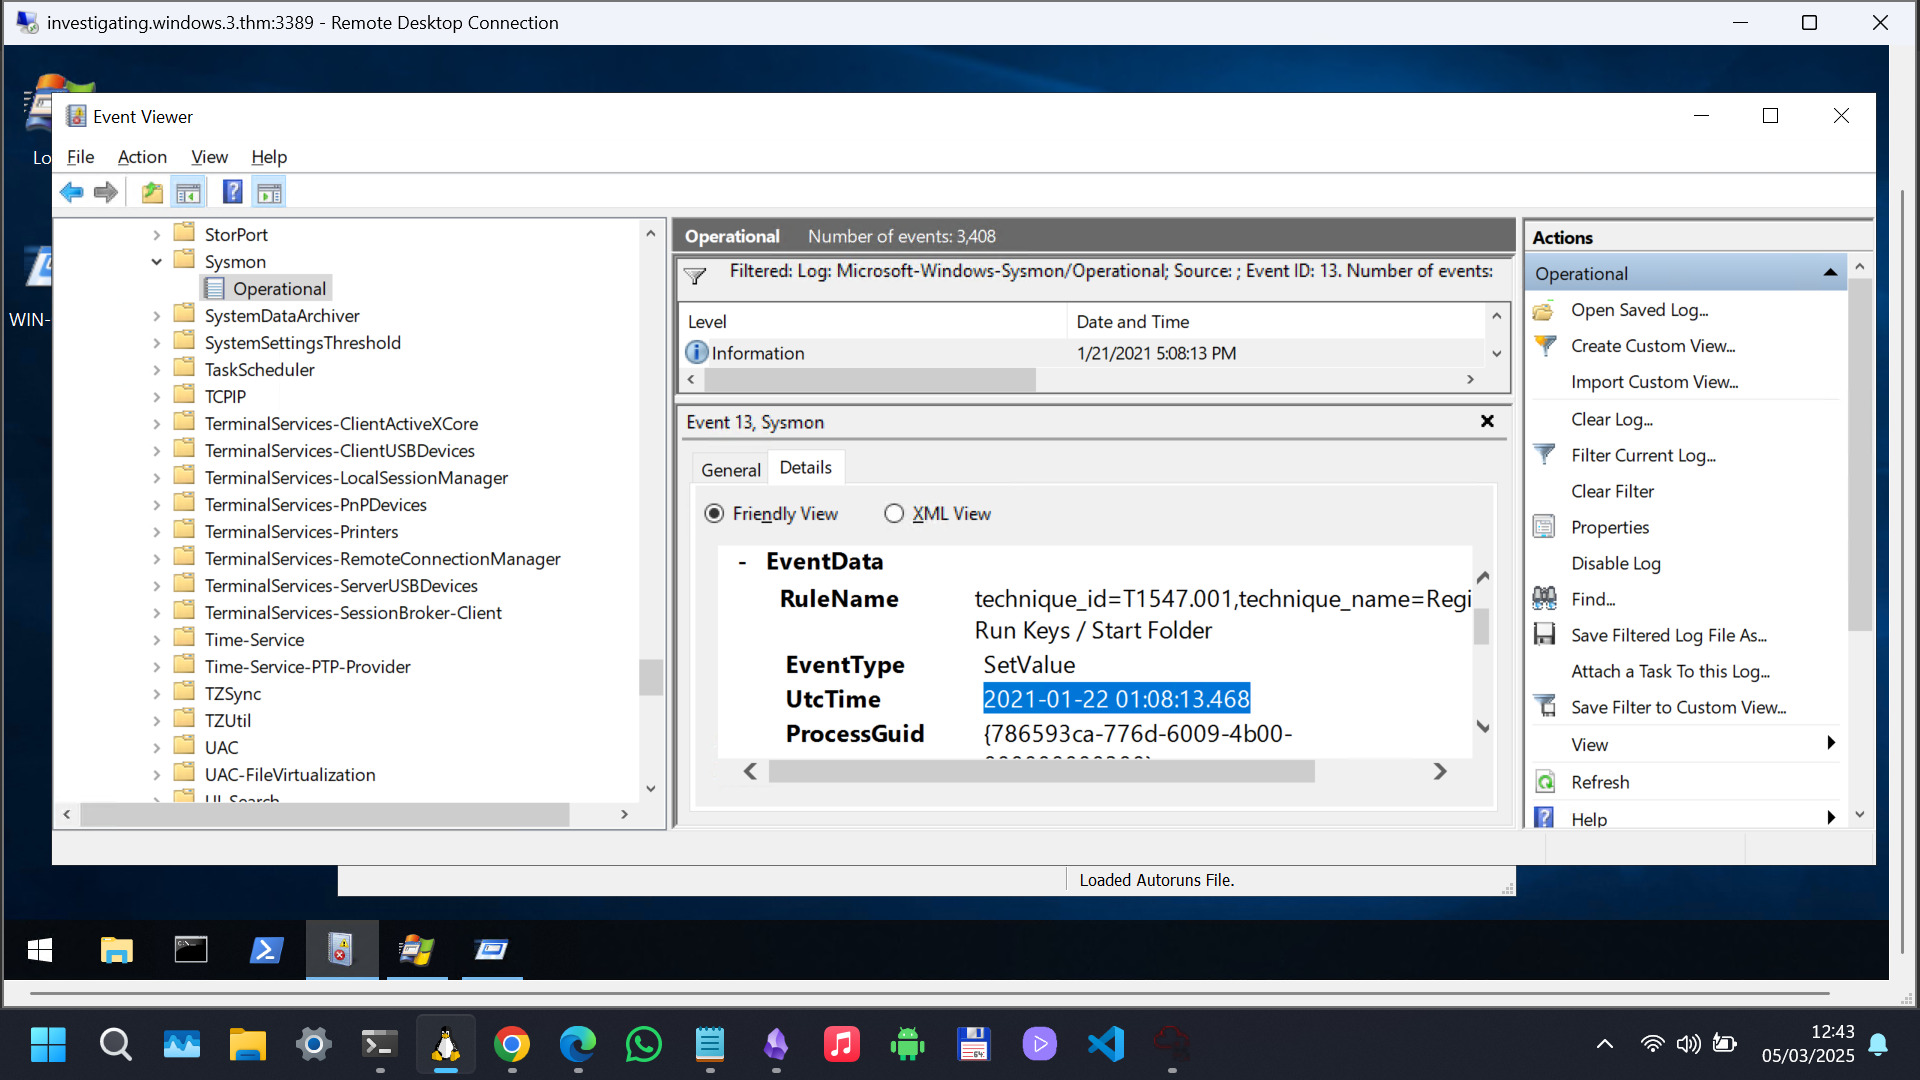 investigating.windows.3.thm:3389 - Remote Desktop Connection
Lo
WIN-
Event Viewer
File Action View Help
StorPort
Sysmon
Operational
SystemDataArchiver
SystemSettingsThreshold
TaskScheduler
TCPIP
TerminalServices-ClientActiveXCore
TerminalServices-ClientUSBDevices
TerminalServices-LocalSessionManager
TerminalServices-PnPDevices
TerminalServices-Printers
TerminalServices-RemoteConnectionManager
TerminalServices-ServerUSBDevices
TerminalServices-SessionBroker-Client
Time-Service
Time-Service-PTP-Provider
TZSync
TZUtil
UAC
UAC-FileVirtualization
UI-Search
Operational Number of events: 3,408
Filtered: Log: Microsoft-Windows-Sysmon/Operational; Source: ; Event ID: 13. Number of events:
Level Date and Time
Information 1/21/2021 5:08:13 PM
Event 13, Sysmon
General Details
Friendly View XML View
- EventData
RuleName technique_id=T1547.001,technique_name=Regi
Run Keys / Start Folder
EventType SetValue
UtcTime 2021-01-22 01:08:13.468
ProcessGuid {786593ca-776d-6009-4b00-
Actions
Operational
Open Saved Log...
Create Custom View...
Import Custom View...
Clear Log...
Filter Current Log...
Clear Filter
Properties
Disable Log
Find...
Save Filtered Log File As...
Attach a Task To this Log...
Save Filter to Custom View...
View
Refresh
Help
Loaded Autoruns File.
12:43
05/03/2025